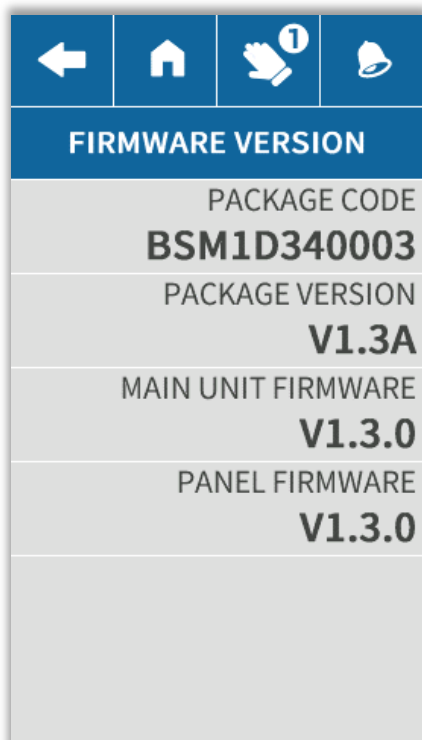 1
FIRMWARE VERSION
PACKAGE CODE
BSM1D340003
PACKAGE VERSION
V1.3A
MAIN UNIT FIRMWARE
V1.3.0
PANEL FIRMWARE
V1.3.0